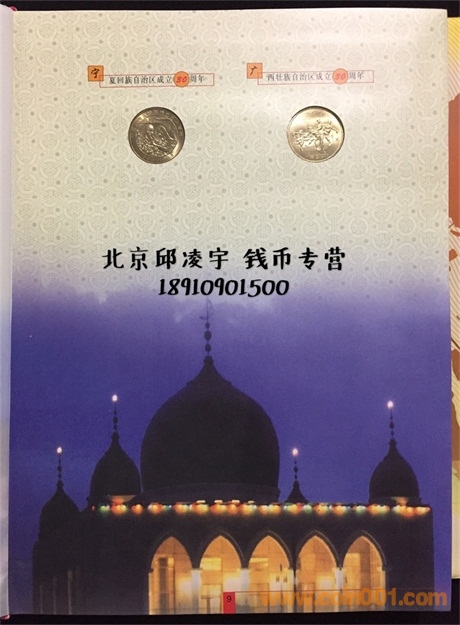 宁夏回族自治区成立30周年
广西壮族自治区成立30周年
北京邱凌宇 钱币专营
18910901500
9